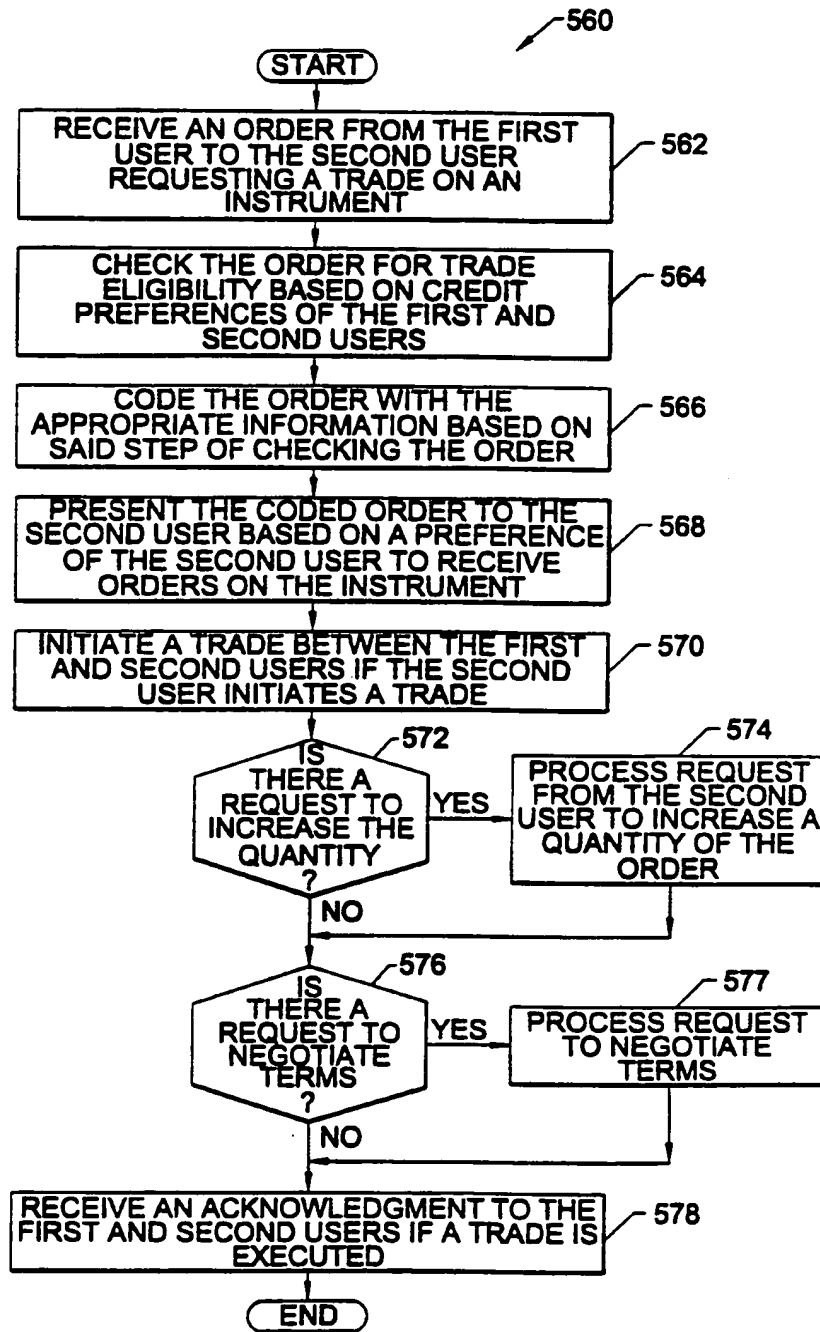 560
START
RECEIVE AN ORDER FROM THE FIRST
USER TO THE SECOND USER
REQUESTING A TRADE ON AN
INSTRUMENT
562
CHECK THE ORDER FOR TRADE
ELIGIBILITY BASED ON CREDIT
PREFERENCES OF THE FIRST AND
SECOND USERS
564
CODE THE ORDER WITH THE
APPROPRIATE INFORMATION BASED ON
SAID STEP OF CHECKING THE ORDER
566
PRESENT THE CODED ORDER TO THE
SECOND USER BASED ON A PREFERENCE
OF THE SECOND USER TO RECEIVE
ORDERS ON THE INSTRUMENT
568
INITIATE A TRADE BETWEEN THE FIRST
AND SECOND USERS IF THE SECOND
USER INITIATES A TRADE
570
572
IS
THERE A
REQUEST TO
INCREASE THE
QUANTITY
?
YES
NO
574
PROCESS REQUEST
FROM THE SECOND
USER TO INCREASE A
QUANTITY OF THE
ORDER
576
IS
THERE A
REQUEST TO
NEGOTIATE
TERMS
?
YES
NO
577
PROCESS REQUEST
TO NEGOTIATE
TERMS
RECEIVE AN ACKNOWLEDGMENT TO THE
FIRST AND SECOND USERS IF A TRADE IS
EXECUTED
578
END